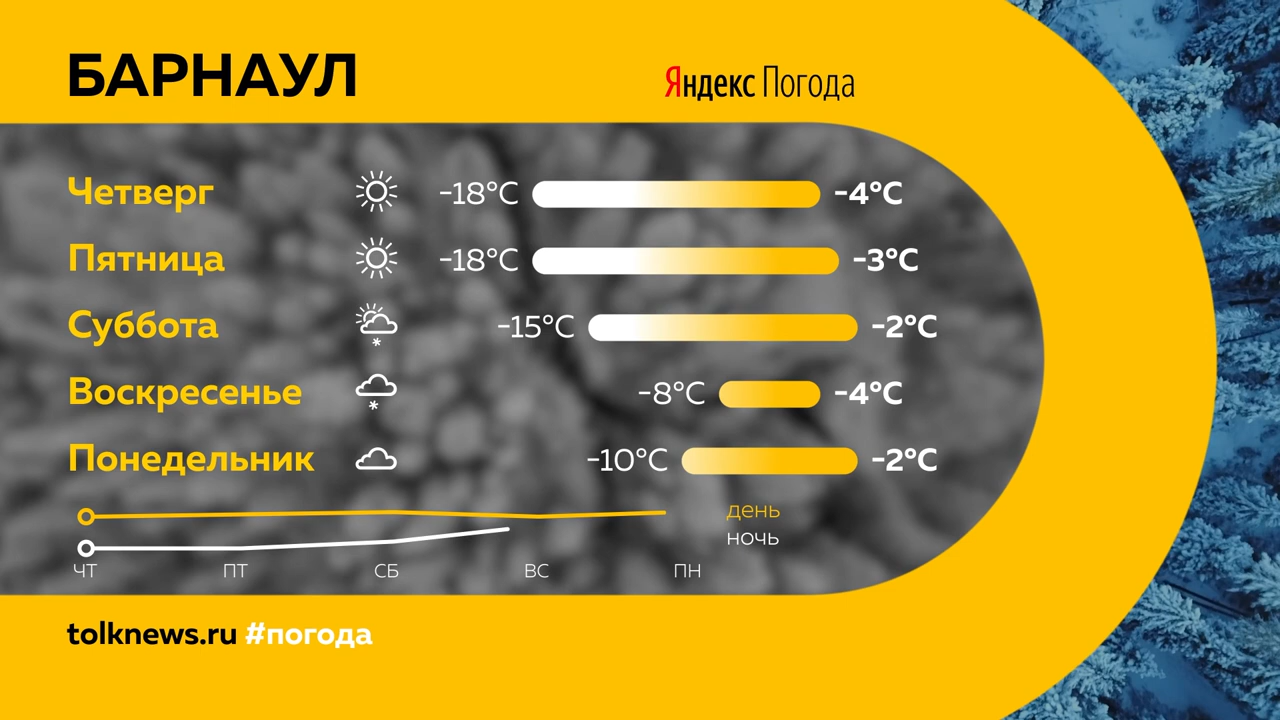 БАРНАУЛ
Яндекс Погода
Четверг -18°C -4°C
Пятница -18°C -3°C
Суббота -15°C -2°C
Воскресенье -8°C -4°C
Понедельник -10°C -2°C
день
ночь
ЧТ ПТ СБ ВС ПН
tolknews.ru #погода